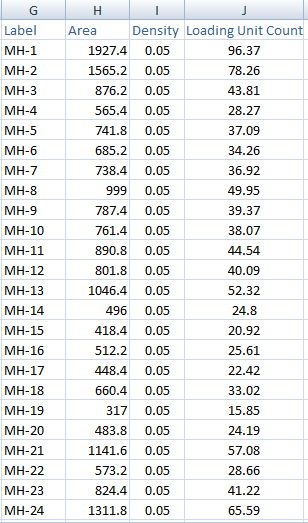 G H I J
Label Area Density Loading Unit Count
MH-1 1927.4 0.05 96.37
MH-2 1565.2 0.05 78.26
MH-3 876.2 0.05 43.81
MH-4 565.4 0.05 28.27
MH-5 741.8 0.05 37.09
MH-6 685.2 0.05 34.26
MH-7 738.4 0.05 36.92
MH-8 999 0.05 49.95
MH-9 787.4 0.05 39.37
MH-10 761.4 0.05 38.07
MH-11 890.8 0.05 44.54
MH-12 801.8 0.05 40.09
MH-13 1046.4 0.05 52.32
MH-14 496 0.05 24.8
MH-15 418.4 0.05 20.92
MH-16 512.2 0.05 25.61
MH-17 448.4 0.05 22.42
MH-18 660.4 0.05 33.02
MH-19 317 0.05 15.85
MH-20 483.8 0.05 24.19
MH-21 1141.6 0.05 57.08
MH-22 573.2 0.05 28.66
MH-23 824.4 0.05 41.22
MH-24 1311.8 0.05 65.59